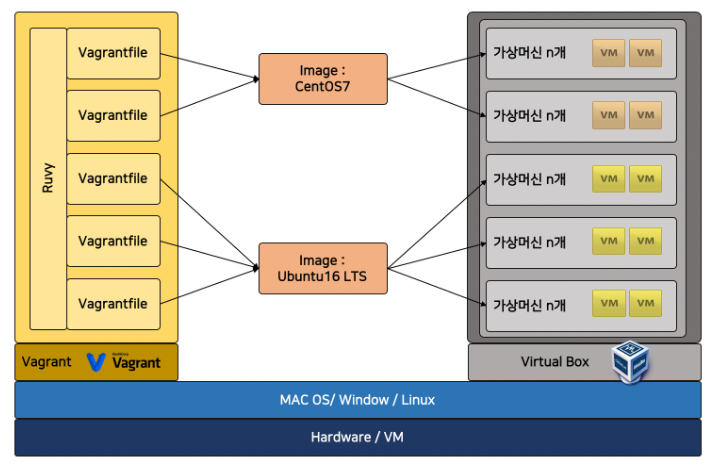 Ruvy
Vagrantfile
Vagrantfile
Vagrantfile
Vagrantfile
Vagrantfile
Vagrant
Vagrant
Image :
CentOS7
Image :
Ubuntu16 LTS
가상머신 n개 VM VM
가상머신 n개 VM VM
가상머신 n개 VM VM
가상머신 n개 VM VM
가상머신 n개 VM VM
Virtual Box
MAC OS/ Window / Linux
Hardware / VM